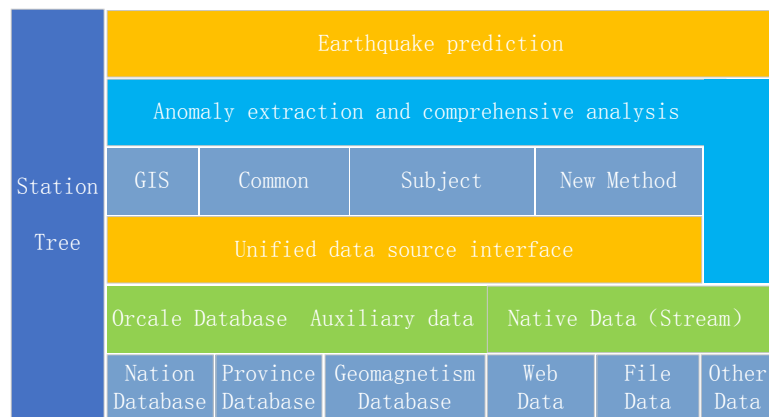 Earthquake prediction
Anomaly extraction and comprehensive analysis
Station
Tree
GIS
Common
Subject
New Method
Unified data source interface
Orcale Database Auxiliary data
Native Data（Stream）
Nation
Database
Province
Database
Geomagnetism
Database
Web
Data
File
Data
Other
Data